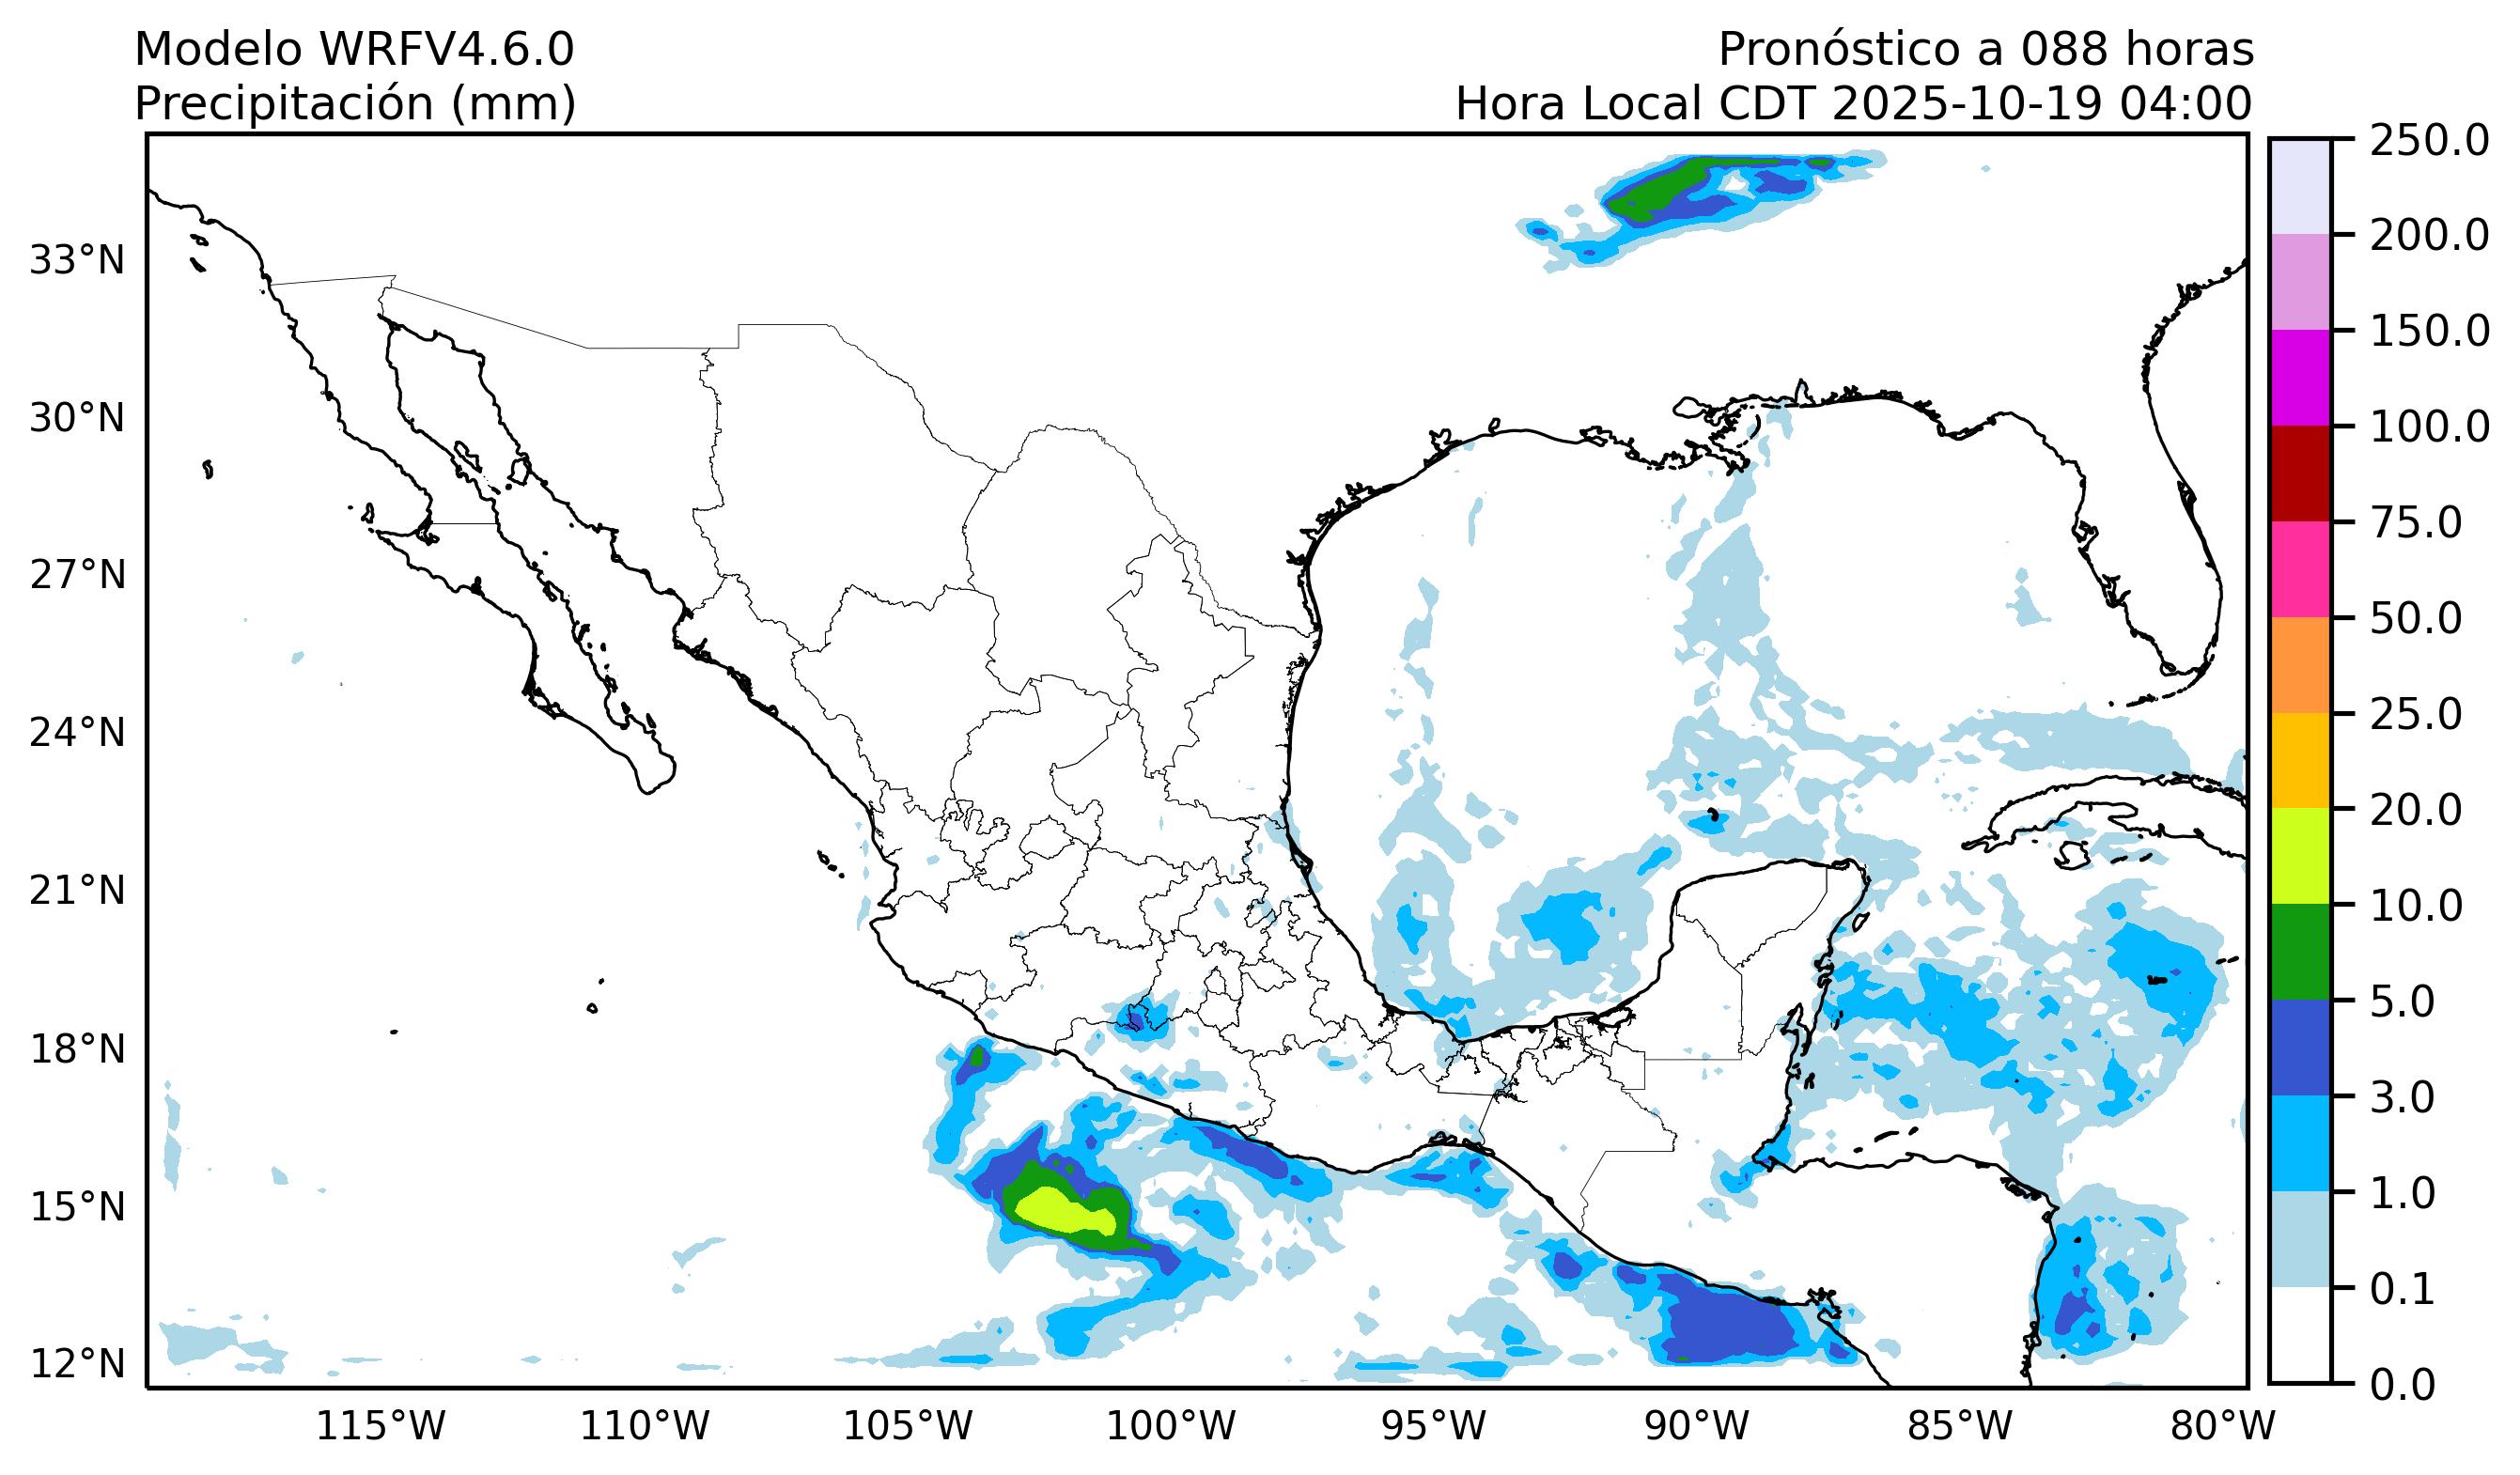 Modelo WRFV4.6.0
Precipitación (mm)
Pronóstico a 088 horas
Hora Local CDT 2025-10-19 04:00
33°N
30°N
27°N
24°N
21°N
18°N
15°N
12°N
115°W
110°W
105°W
100°W
95°W
90°W
85°W
80°W
250.0
200.0
150.0
100.0
75.0
50.0
25.0
20.0
10.0
5.0
3.0
1.0
0.1
0.0